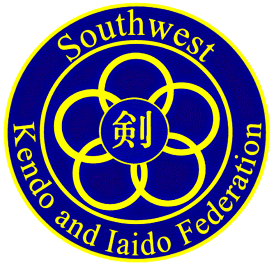 Southwest
剣
Kendo and Iaido Federation